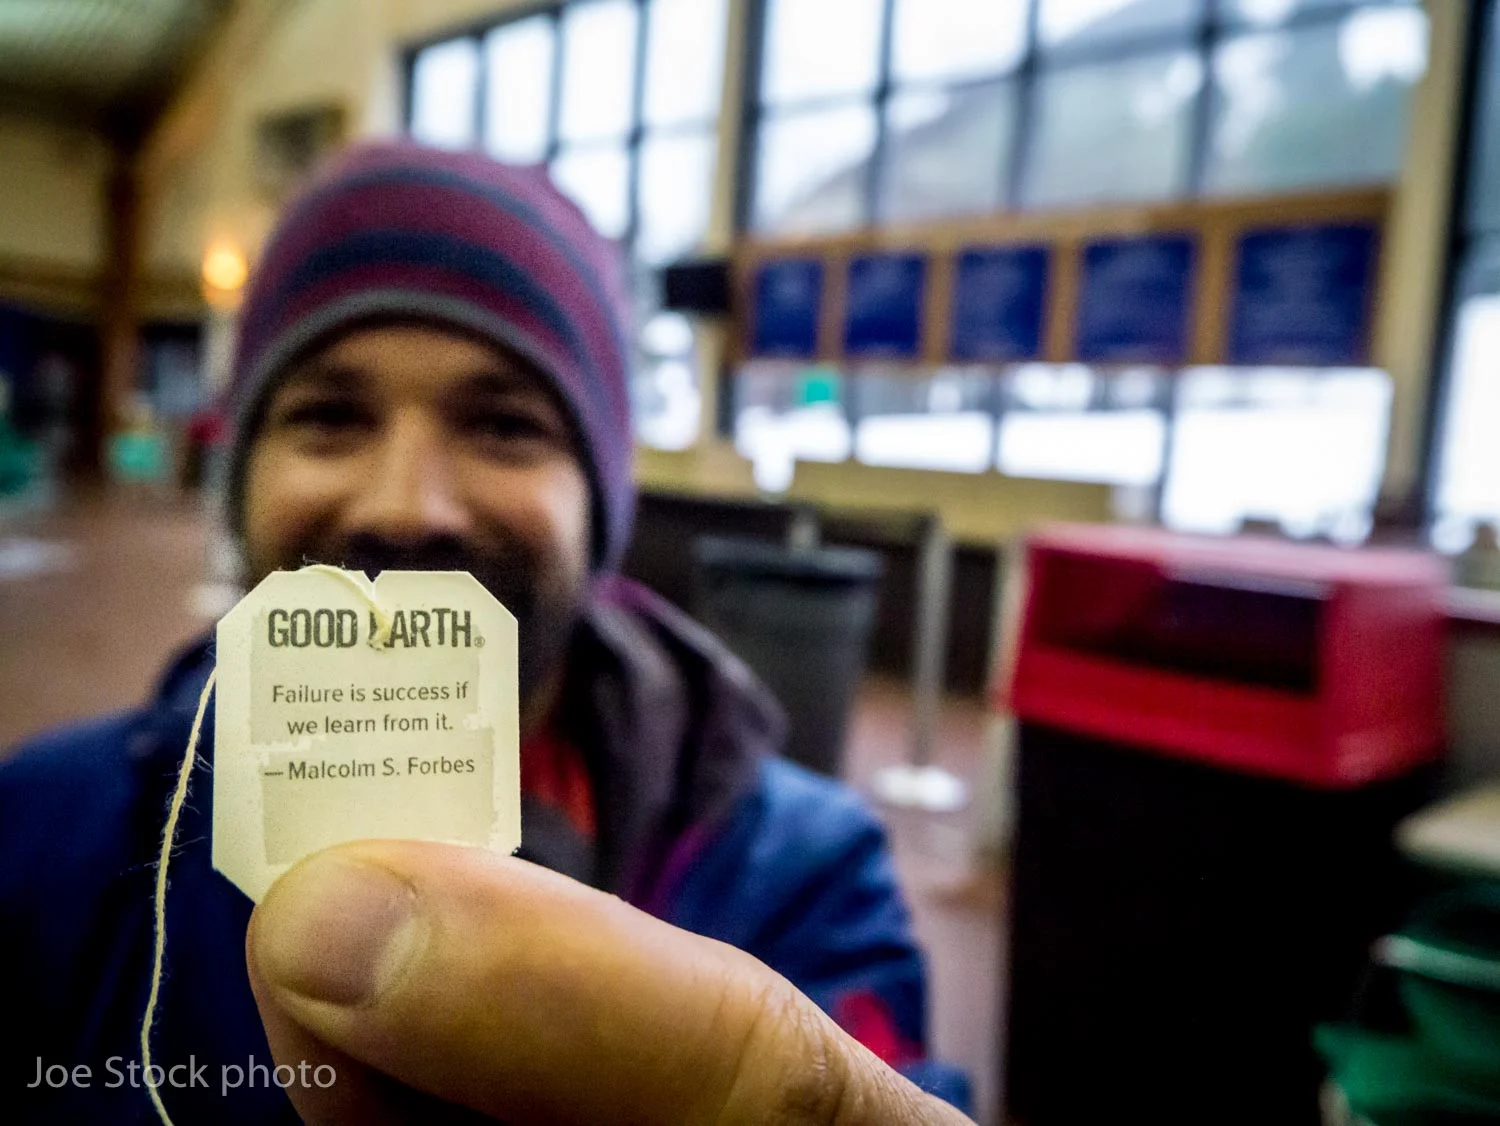 GOOD EARTH®
Failure is success if
we learn from it.
— Malcolm S. Forbes
Joe Stock photo